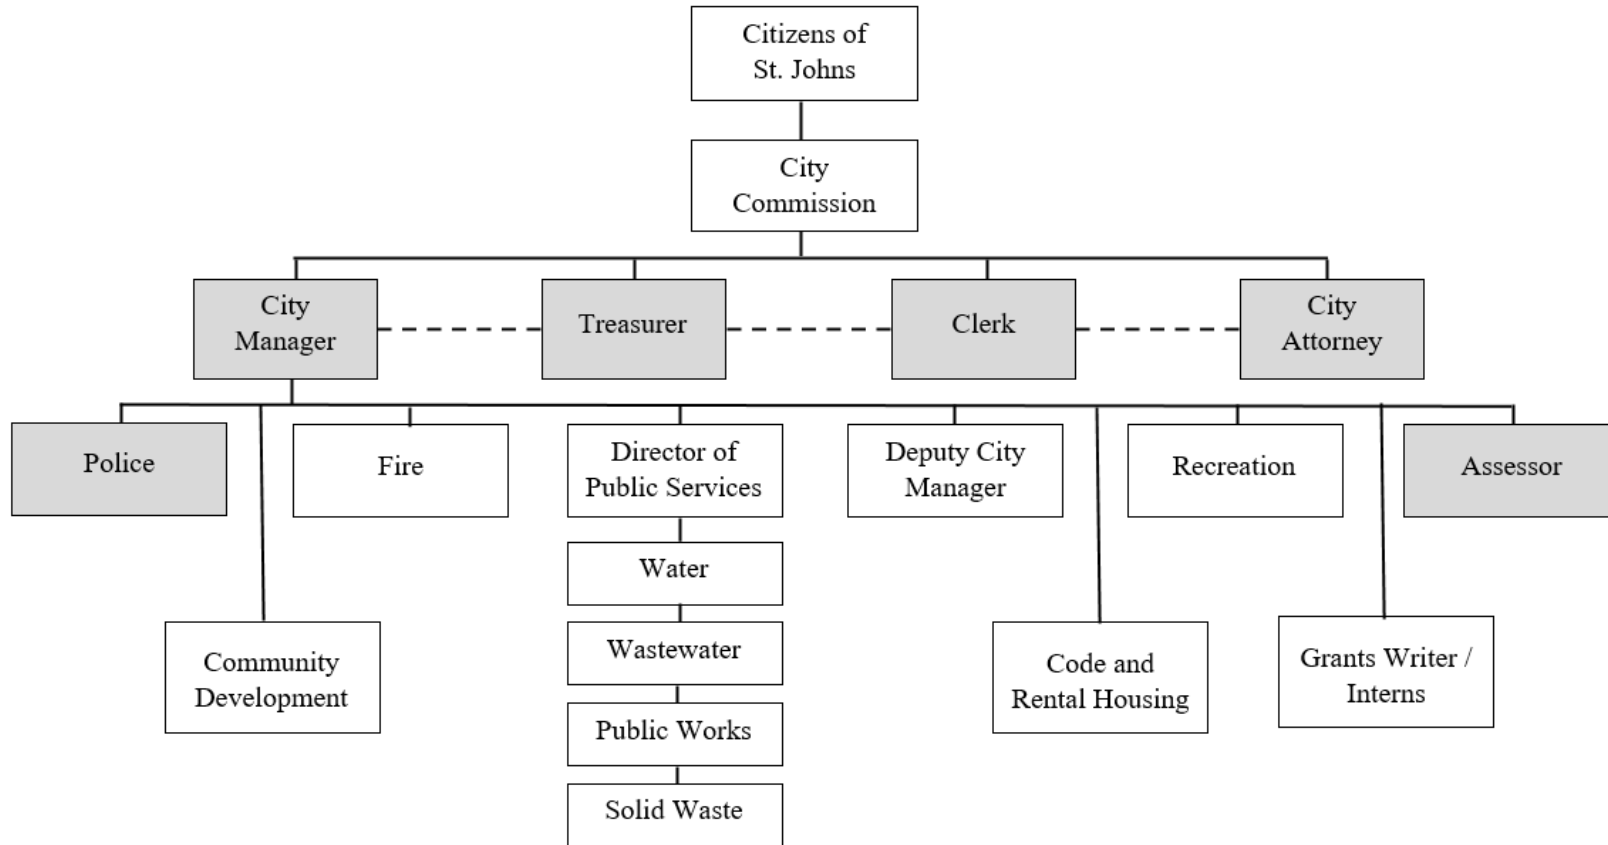 Citizens of
St. Johns
City
Commission
City
Manager
Treasurer
Clerk
City
Attorney
Police
Fire
Director of
Public Services
Deputy City
Manager
Recreation
Assessor
Water
Wastewater
Public Works
Solid Waste
Community
Development
Code and
Rental Housing
Grants Writer /
Interns